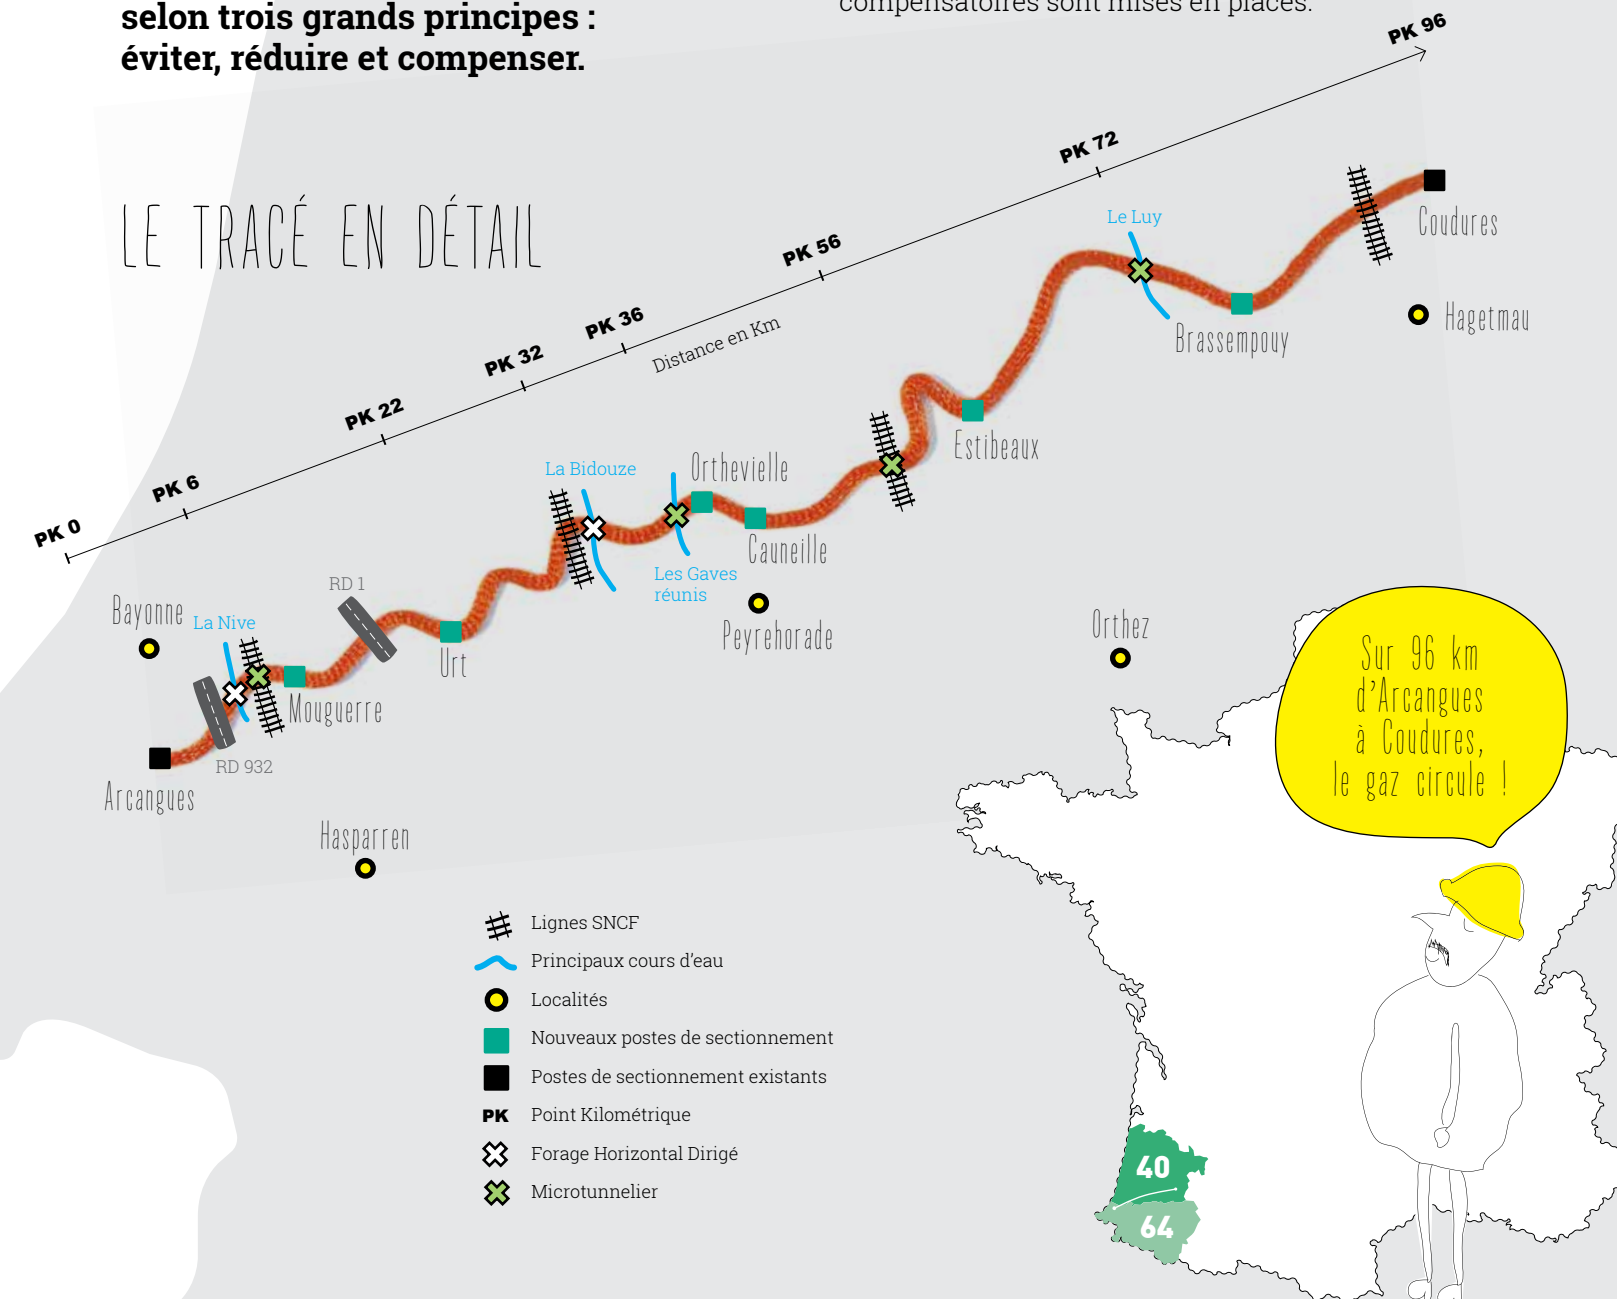 selon trois grands principes :
éviter, réduire et compenser.
compensatoires sont mises en places.
LE TRACÉ EN DÉTAIL
PK 0
PK 6
PK 22
PK 32
PK 36
PK 56
PK 72
PK 96
Distance en Km
Le Luy
Coudures
Hagetmau
Brassempouy
Estibeaux
La Bidouze
Orthevielle
Cauneille
Les Gaves
réunis
Peyrehorade
RD 1
Bayonne
La Nive
Urt
Mouguerre
RD 932
Arcangues
Hasparren
Orthez
Sur 96 km
d'Arcangues
à Coudures,
le gaz circule !
Lignes SNCF
Principaux cours d'eau
Localités
Nouveaux postes de sectionnement
Postes de sectionnement existants
PK Point Kilométrique
Forage Horizontal Dirigé
Microtunnelier
40
64